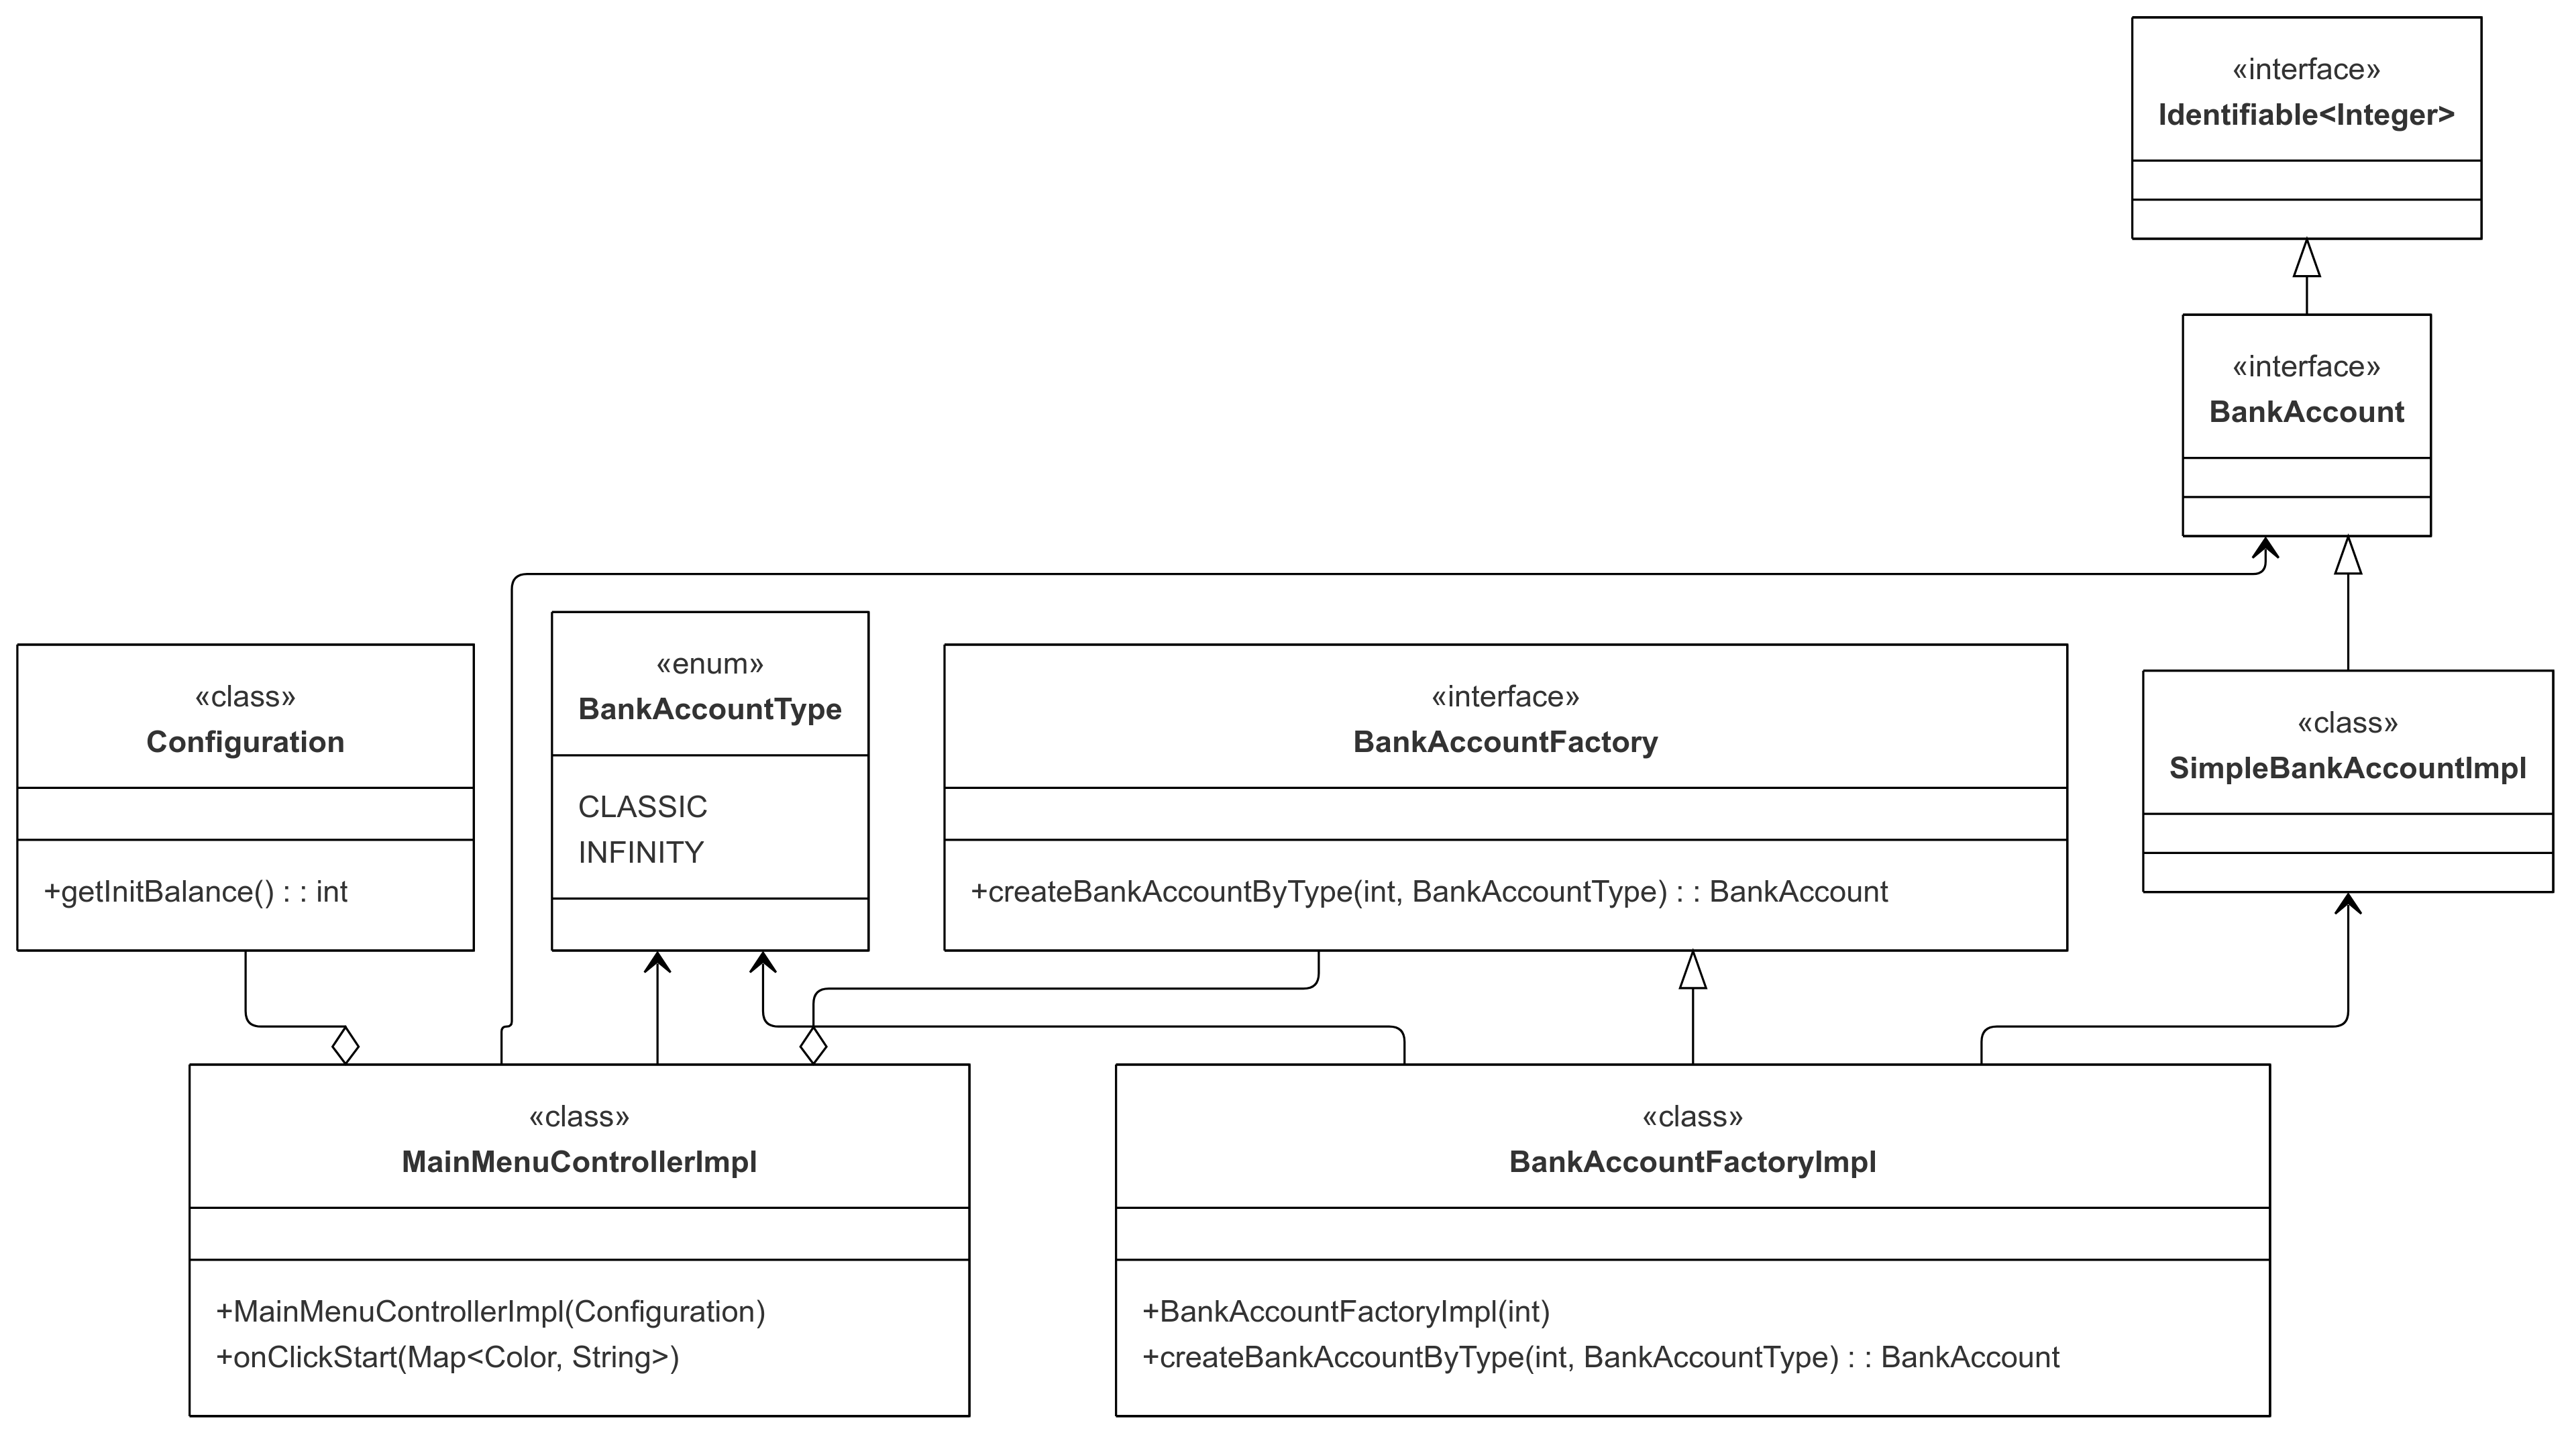 «interface»
Identifiable<Integer>
«interface»
BankAccount
«class»
Configuration
+getInitBalance() : : int
«enum»
BankAccountType
CLASSIC
INFINITY
«interface»
BankAccountFactory
+createBankAccountByType(int, BankAccountType) : : BankAccount
«class»
SimpleBankAccountImpl
«class»
MainMenuControllerImpl
+MainMenuControllerImpl(Configuration)
+onClickStart(Map<Color, String>)
«class»
BankAccountFactoryImpl
+BankAccountFactoryImpl(int)
+createBankAccountByType(int, BankAccountType) : : BankAccount